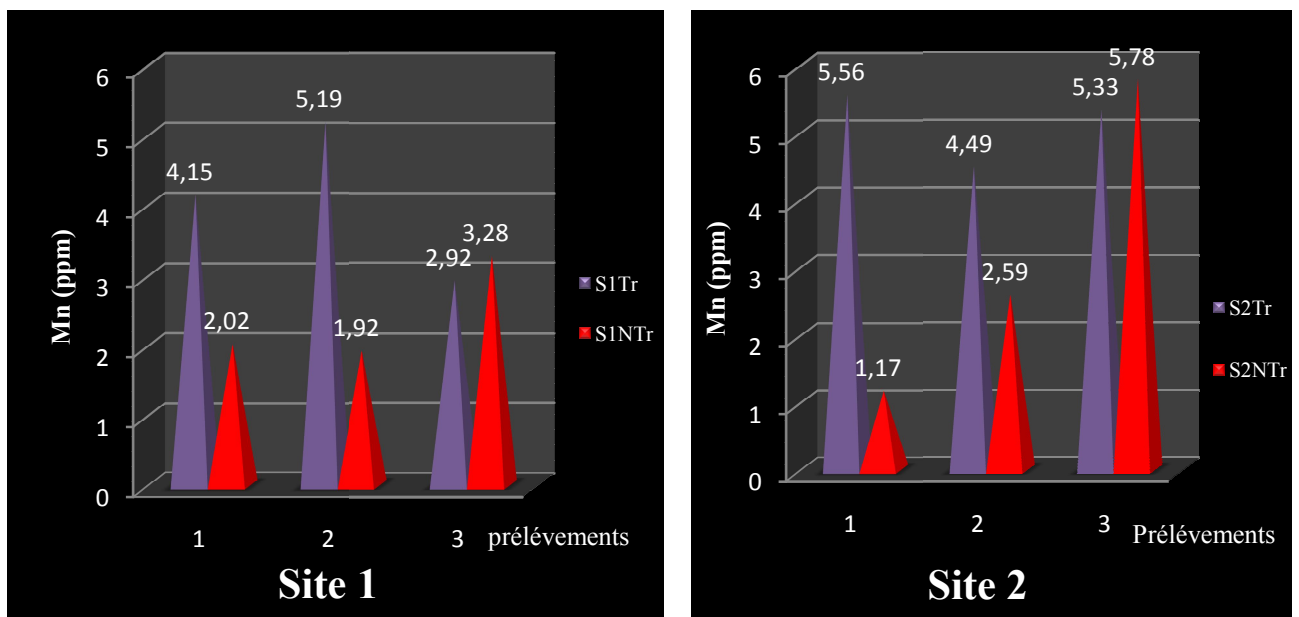 6
5
4
3
2
1
0
Mn (ppm)
4,15
2,02
5,19
1,92
2,92
3,28
S1Tr
S1NTr
1 2 3 prélévements
Site 1
6
5
4
3
2
1
0
Mn (ppm)
5,56
1,17
4,49
2,59
5,33
5,78
S2Tr
S2NTr
1 2 3 Prélévements
Site 2